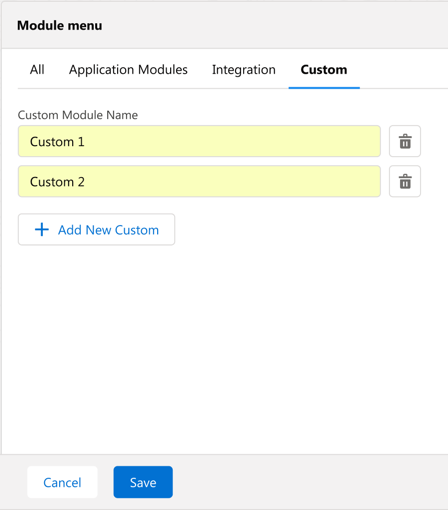 Module menu
All Application Modules Integration Custom
Custom Module Name
Custom 1
Custom 2
Add New Custom
Cancel Save